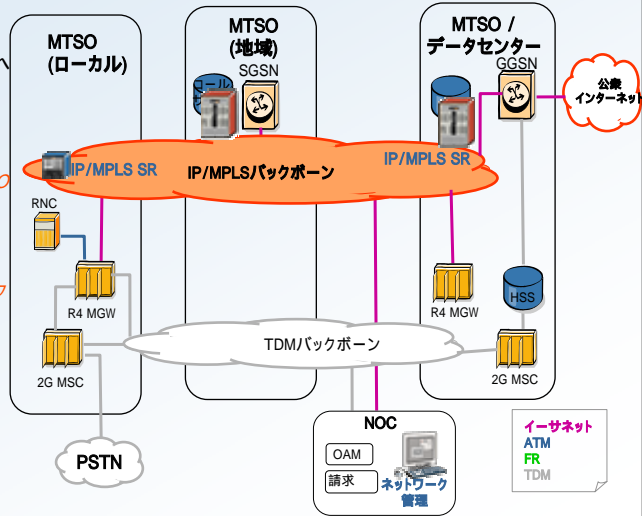 へ
MTSO
(ローカル)
MTSO
(地域)
MTSO /
データセンター
SGSN
GGSN
コール
公衆
インターネット
IP/MPLS SR
IP/MPLSバックボーン
IP/MPLS SR
RNC
R4 MGW
R4 MGW
HSS
TDMバックボーン
2G MSC
2G MSC
PSTN
NOC
OAM
請求
ネットワーク
管理
イーサネット
ATM
FR
TDM